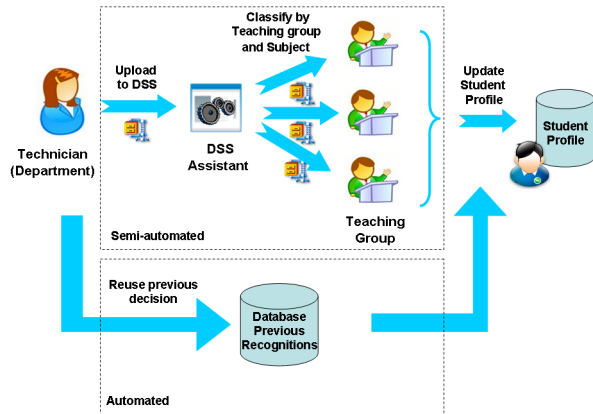 Classify by
Teaching group
and Subject
Upload
to DSS
Update
Student
Profile
Technician
(Department)
DSS
Assistant
Student
Profile
Teaching
Group
Semi-automated
Reuse previous
decision
Database
Previous
Recognitions
Automated